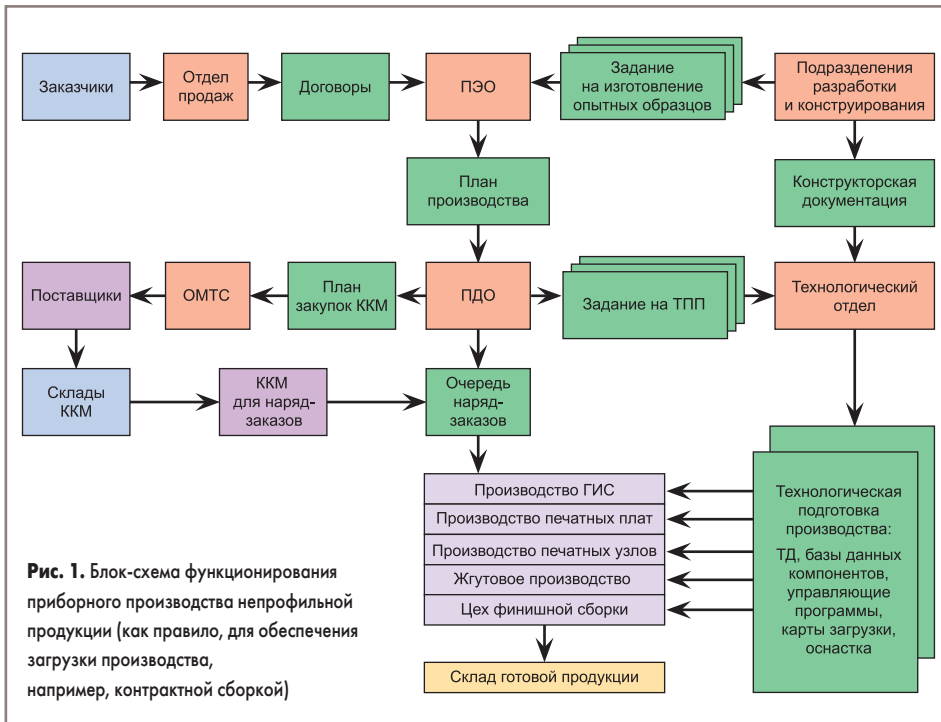 Заказчики
Отдел
продаж
Договоры
ПЭО
Задание
на изготовление
опытных образцов
Подразделения
разработки
и конструирования
План
производства
Конструкторская
документация
Поставщики
ОМТС
План
закупок ККМ
ПДО
Задание на ТПП
Технологический
отдел
Склады
ККМ
ККМ
для наряд-
заказов
Очередь
наряд-
заказов
Производство ГИС
Производство печатных плат
Производство печатных узлов
Жгутовое производство
Цех финишной сборки
Технологическая
подготовка
производства:
ТД, базы данных
компонентов,
управляющие
программы,
карты загрузки,
оснастка
Склад готовой продукции
Рис. 1. Блок-схема функционирования
приборного производства непрофильной
продукции (как правило, для обеспечения
загрузки производства,
например, контрактной сборкой)